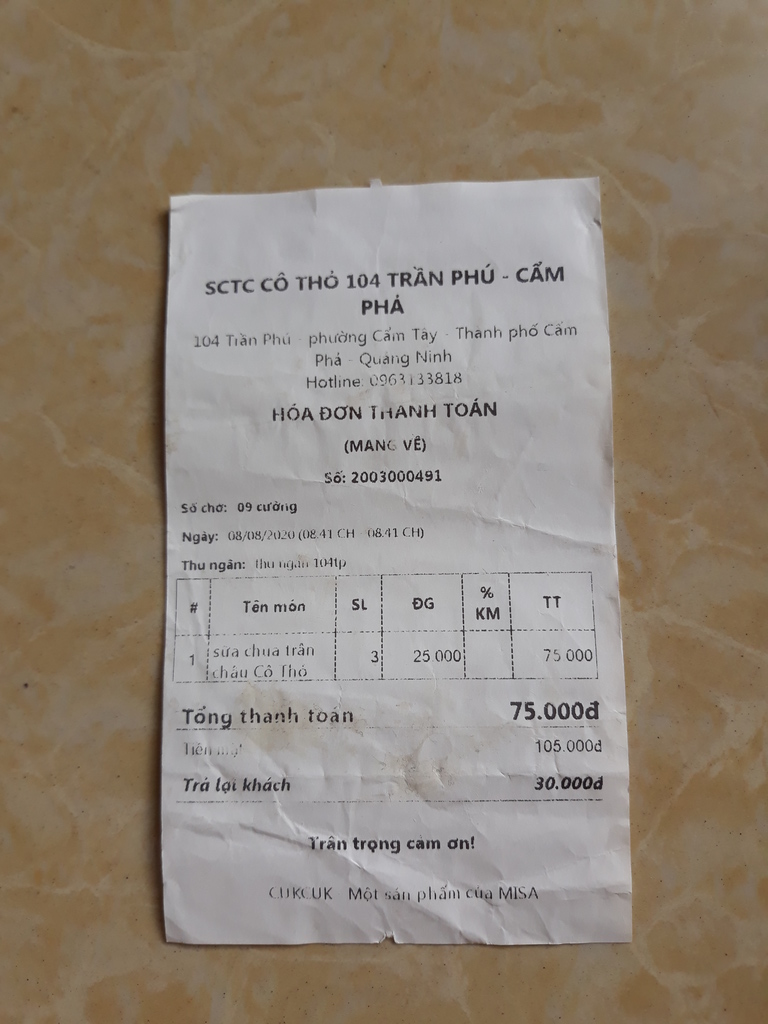 SCTC CÔ THỎ 104 TRẦN PHÚ - CẨM
PHẢ
104 Trần Phú - phường Cẩm Tây - Thành phố Cẩm
Phả - Quảng Ninh
Hotline: 0963133818
HÓA ĐƠN THANH TOÁN
(MANG VỀ)
Số: 2003000491
Số chờ: 09 cường
Ngày: 08/08/2020 (08:41 CH - 08:41 CH)
Thu ngân: Thu ngân 104tp
# Tên món SL ĐG % KM TT
1 sữa chua trân 3 25.000 75.000
châu Cô Thỏ
Tổng thanh toán 75.000đ
Tiền mặt 105.000đ
Trả lại khách 30.000đ
Trân trọng cảm ơn!
CUKCUK - Một sản phẩm của MISA